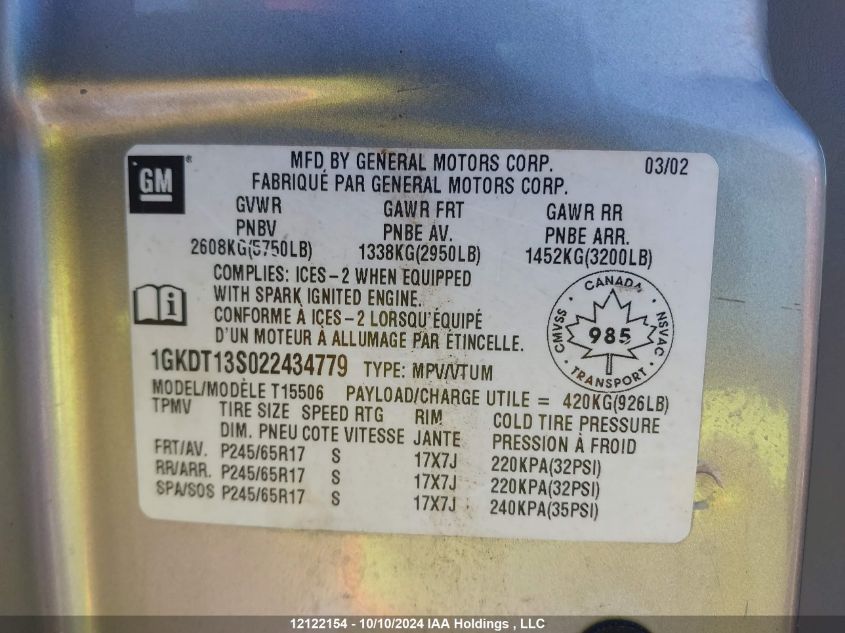 GM ® MFD BY GENERAL MOTORS CORP. 03/02
FABRIQUÉ PAR GENERAL MOTORS CORP.
GVWR GAWR FRT GAWR RR
PNBV PNBE AV. PNBE ARR.
2608KG(5750LB) 1338KG(2950LB) 1452KG(3200LB)
COMPLIES: ICES-2 WHEN EQUIPPED
WITH SPARK IGNITED ENGINE.
CONFORME À ICES-2 LORSQU'ÉQUIPÉ
D'UN MOTEUR À ALLUMAGE PAR ÉTINCELLE.
i
CANADA
CMVSS 985 NSVAC
TRANSPORT
1GKDT13S022434779 TYPE: MPV/VTUM
MODEL/MODÈLE T15506 PAYLOAD/CHARGE UTILE = 420KG(926LB)
TPMV TIRE SIZE SPEED RTG RIM COLD TIRE PRESSURE
DIM. PNEU COTE VITESSE JANTE PRESSION À FROID
FRT/AV. P245/65R17 S 17X7J 220KPA(32PSI)
RR/ARR. P245/65R17 S 17X7J 220KPA(32PSI)
SPA/SOS P245/65R17 S 17X7J 240KPA(35PSI)
12122154 - 10/10/2024 IAA Holdings , LLC